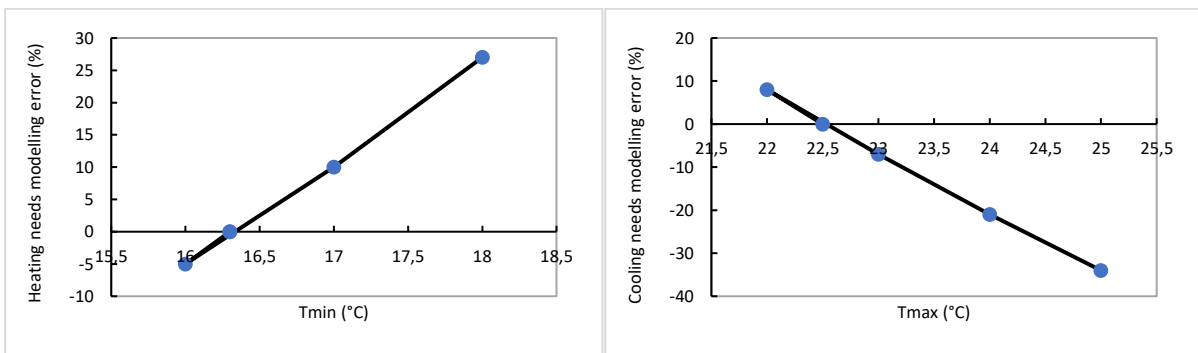 Heating needs modelling error (%)
30
25
20
15
10
5
0
-5
-10
15,5 16 16,5 17 17,5 18 18,5
Tmin (°C)
Cooling needs modelling error (%)
20
10
0
-10
-20
-30
-40
21,5 22 22,5 23 23,5 24 24,5 25 25,5
Tmax (°C)